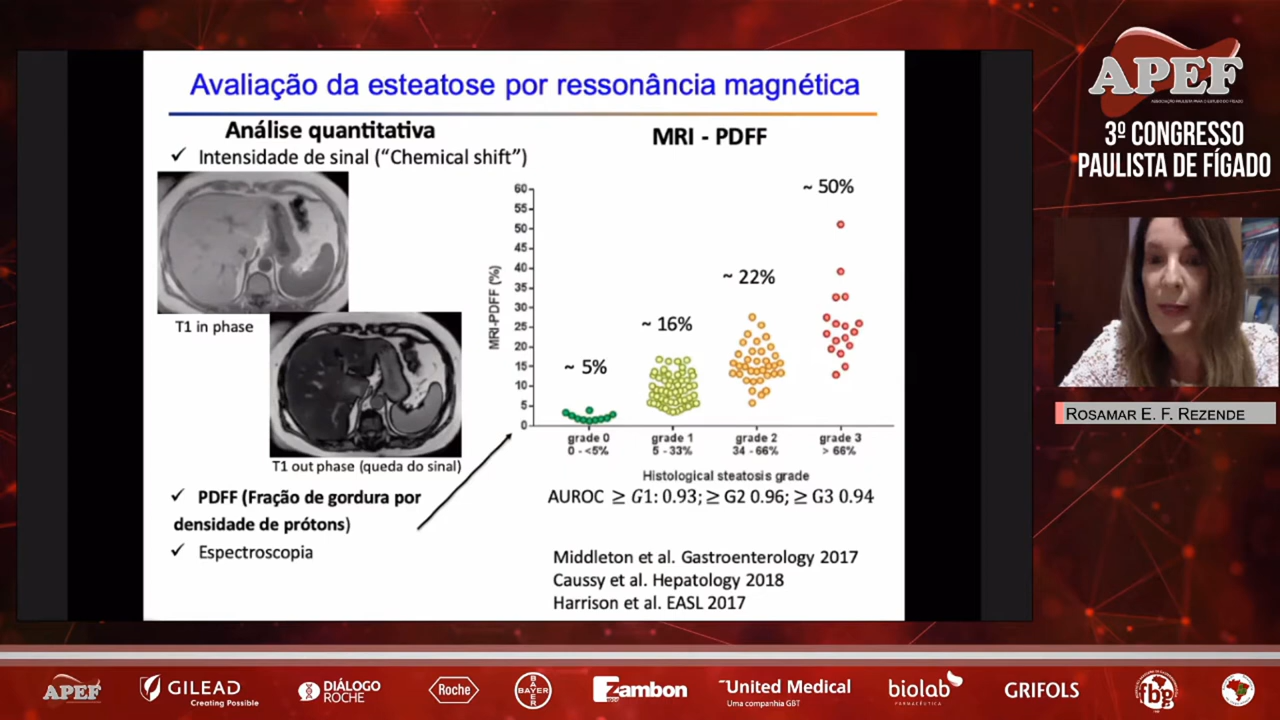 Avaliação da esteatose por ressonância magnética
Análise quantitativa
✓ Intensidade de sinal (“Chemical shift”)
T1 in phase
T1 out phase (queda do sinal)
✓ PDFF (Fração de gordura por
densidade de prótons)
✓ Espectroscopia
MRI - PDFF
MRI-PDFF (%)
60
55
50
45
40
35
30
25
20
15
10
5
0
~ 5%
~ 16%
~ 22%
~ 50%
grade 0 grade 1 grade 2 grade 3
0 - <5% 5 - 33% 34 - 66% > 66%
Histological steatosis grade
AUROC ≥ G1: 0.93; ≥ G2 0.96; ≥ G3 0.94
Middleton et al. Gastroenterology 2017
Caussy et al. Hepatology 2018
Harrison et al. EASL 2017
APEF
3º CONGRESSO
PAULISTA DE FÍGADO
ROSAMAR E. F. REZENDE
APEF
GILEAD
Creating Possible
DIÁLOGO
ROCHE
Roche
BAYER
BAYER
Zambon
United Medical
Uma companhia GBT
biolab
FARMACÊUTICA
GRIFOLS
fbg